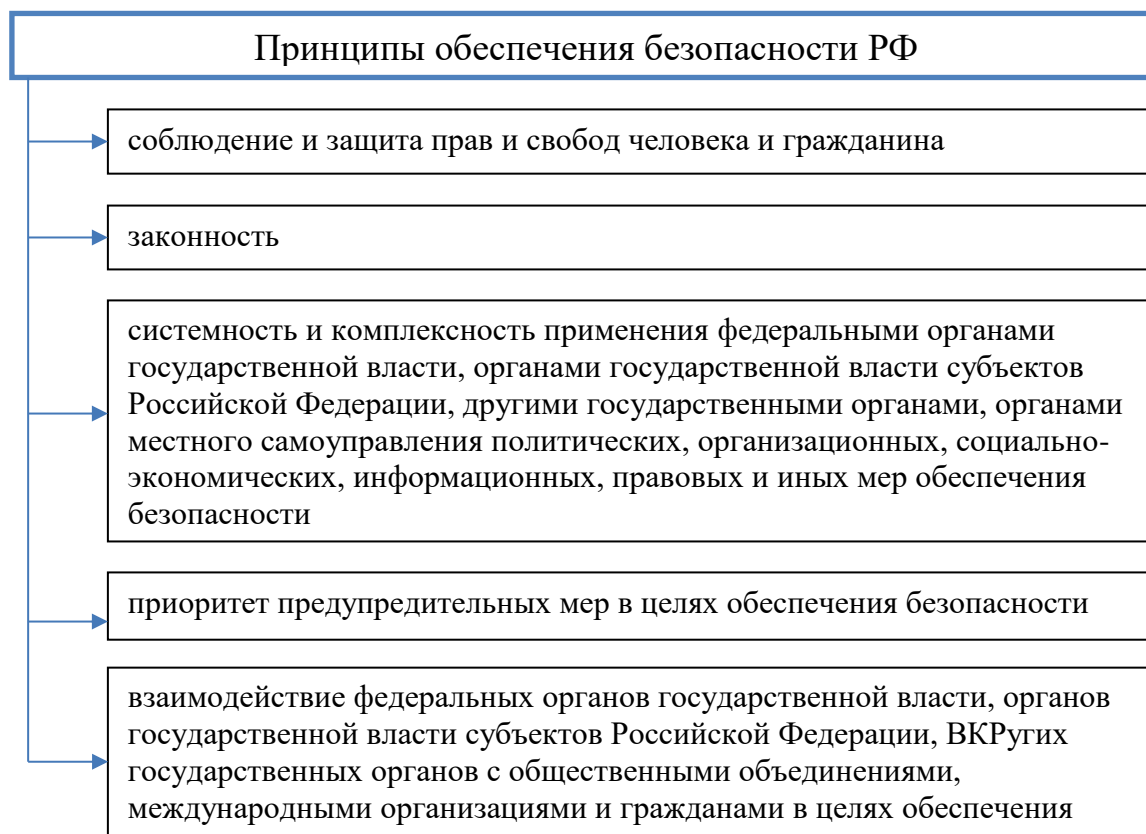 Принципы обеспечения безопасности РФ
соблюдение и защита прав и свобод человека и гражданина
законность
системность и комплексность применения федеральными органами
государственной власти, органами государственной власти субъектов
Российской Федерации, другими государственными органами, органами
местного самоуправления политических, организационных, социально-
экономических, информационных, правовых и иных мер обеспечения
безопасности
приоритет предупредительных мер в целях обеспечения безопасности
взаимодействие федеральных органов государственной власти, органов
государственной власти субъектов Российской Федерации, ВКРугих
государственных органов с общественными объединениями,
международными организациями и гражданами в целях обеспечения